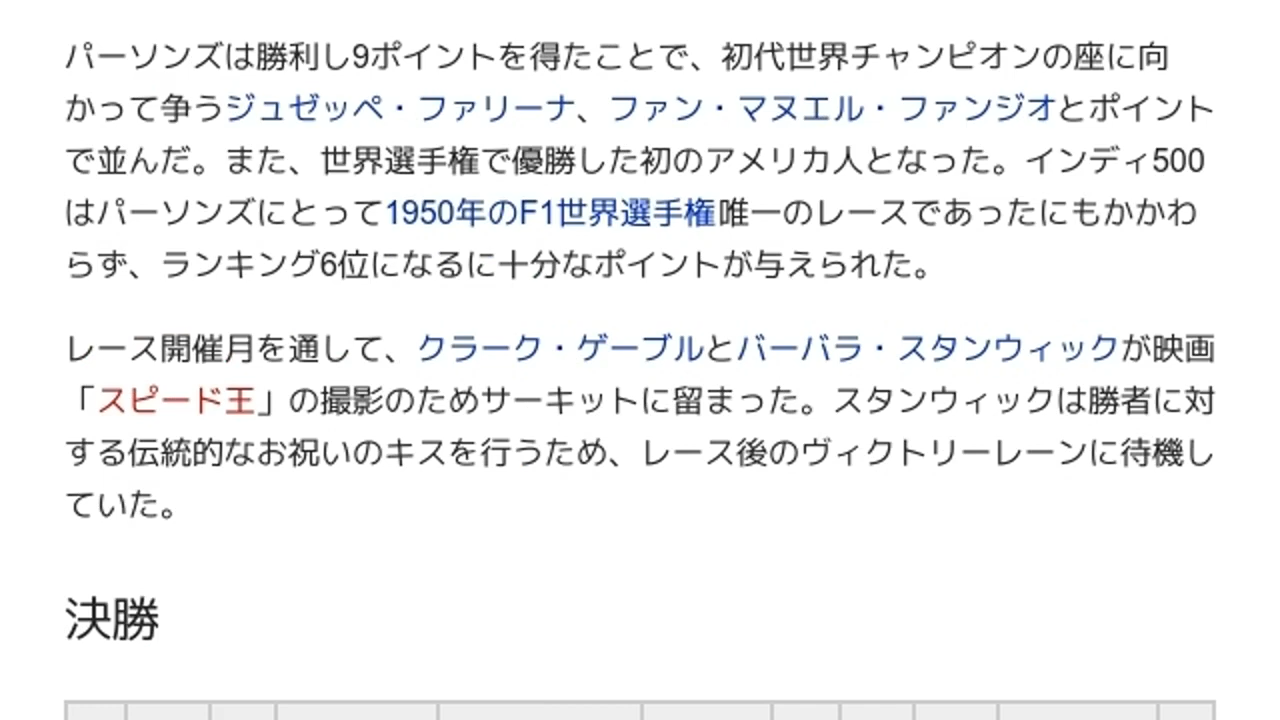 パーソンズは勝利し9ポイントを得たことで、初代世界チャンピオンの座に向
かって争うジュゼッペ・ファリーナ、ファン・マヌエル・ファンジオとポイント
で並んだ。また、世界選手権で優勝した初のアメリカ人となった。インディ500
はパーソンズにとって1950年のF1世界選手権唯一のレースであったにもかかわ
らず、ランキング6位になるに十分なポイントが与えられた。
レース開催月を通して、クラーク・ゲーブルとバーバラ・スタンウィックが映画
「スピード王」の撮影のためサーキットに留まった。スタンウィックは勝者に対
する伝統的なお祝いのキスを行うため、レース後のヴィクトリーレーンに待機し
ていた。
決勝